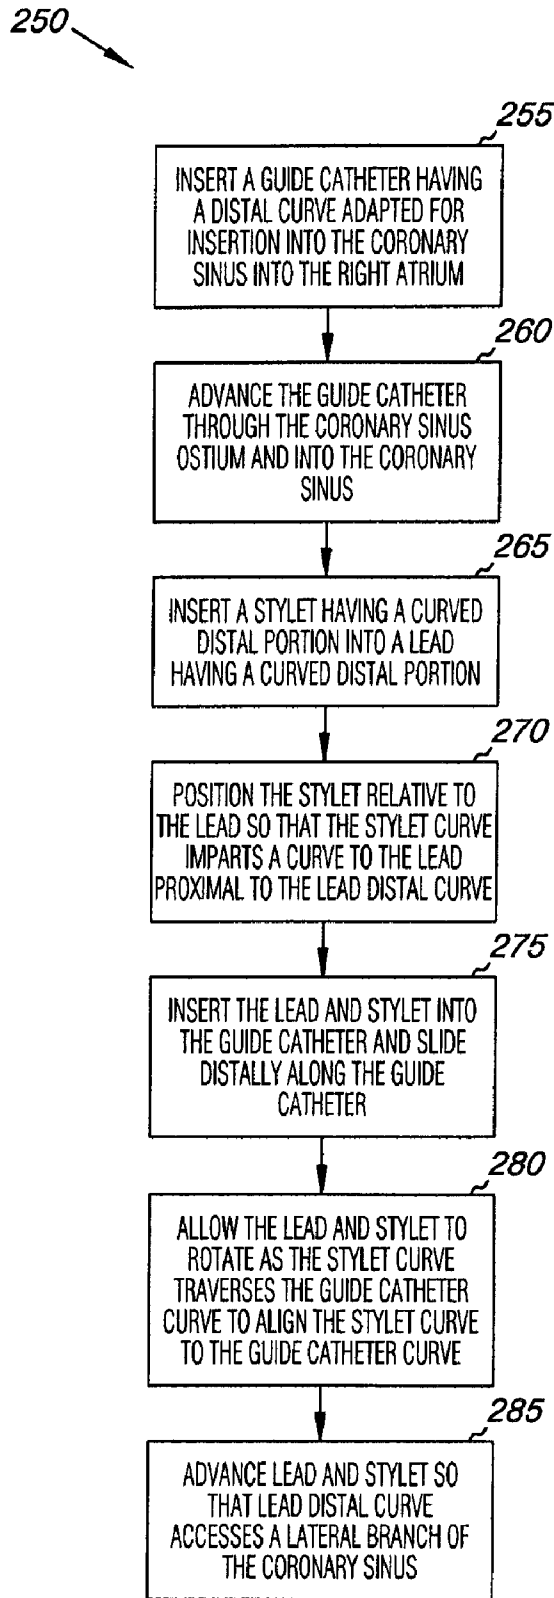 250
255
INSERT A GUIDE CATHETER HAVING
A DISTAL CURVE ADAPTED FOR
INSERTION INTO THE CORONARY
SINUS INTO THE RIGHT ATRIUM
260
ADVANCE THE GUIDE CATHETER
THROUGH THE CORONARY SINUS
OSTIUM AND INTO THE CORONARY
SINUS
265
INSERT A STYLET HAVING A CURVED
DISTAL PORTION INTO A LEAD
HAVING A CURVED DISTAL PORTION
270
POSITION THE STYLET RELATIVE TO
THE LEAD SO THAT THE STYLET CURVE
IMPARTS A CURVE TO THE LEAD
PROXIMAL TO THE LEAD DISTAL CURVE
275
INSERT THE LEAD AND STYLET INTO
THE GUIDE CATHETER AND SLIDE
DISTALLY ALONG THE GUIDE
CATHETER
280
ALLOW THE LEAD AND STYLET TO
ROTATE AS THE STYLET CURVE
TRAVERSES THE GUIDE CATHETER
CURVE TO ALIGN THE STYLET CURVE
TO THE GUIDE CATHETER CURVE
285
ADVANCE LEAD AND STYLET SO
THAT LEAD DISTAL CURVE
ACCESSES A LATERAL BRANCH OF
THE CORONARY SINUS